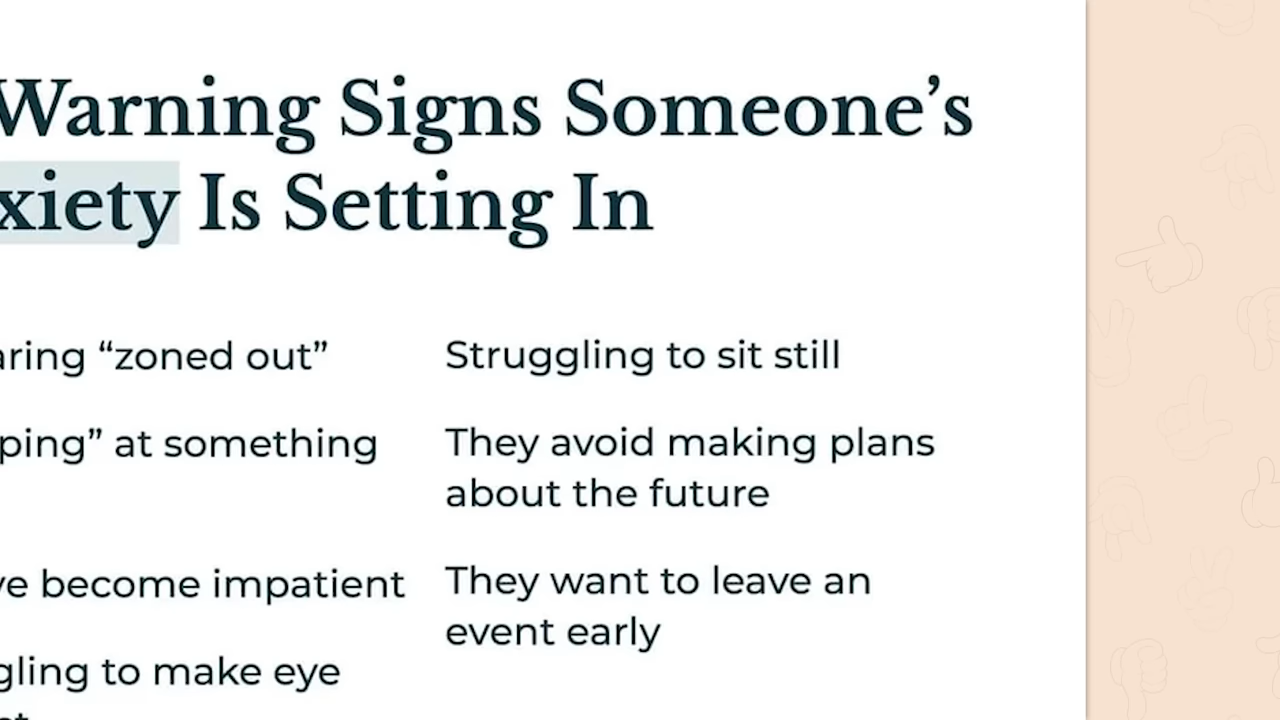 Warning Signs Someone’s
xiety Is Setting In
aring “zoned out”
ping” at something
ve become impatient
gling to make eye
Struggling to sit still
They avoid making plans
about the future
They want to leave an
event early